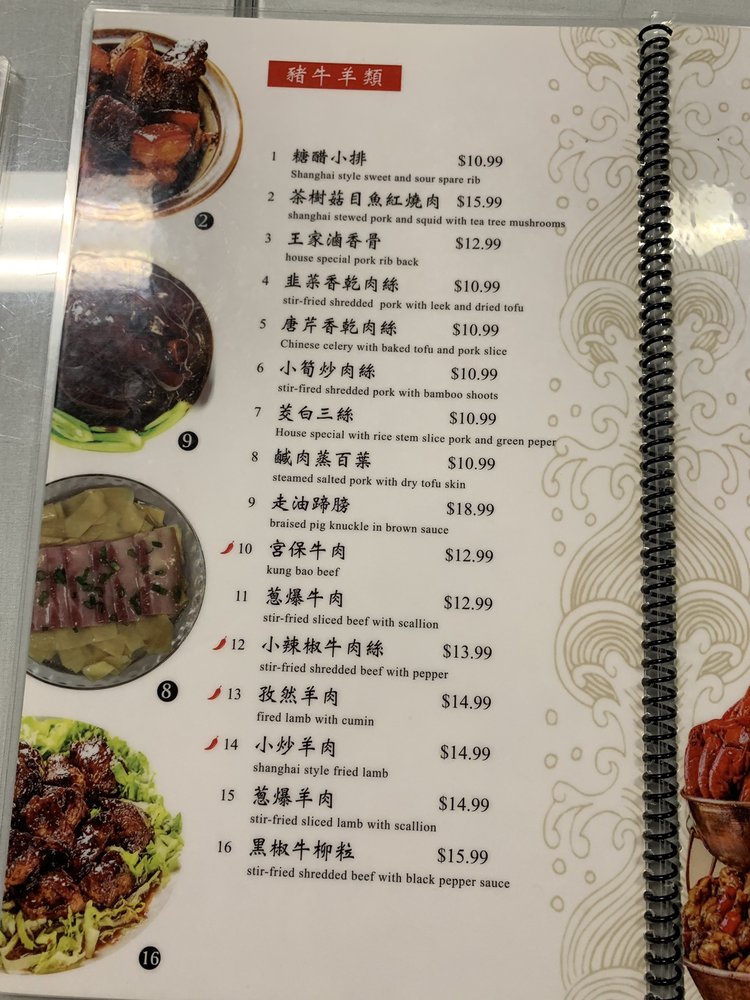 豬牛羊類
1 糖醋小排 $10.99
Shanghai style sweet and sour spare rib
2 茶樹菇目魚紅燒肉 $15.99
shanghai stewed pork and squid with tea tree mushrooms
3 王家滷香骨 $12.99
house special pork rib back
4 韭菜香乾肉絲 $10.99
stir-fried shredded pork with leek and dried tofu
5 唐芹香乾肉絲 $10.99
Chinese celery with baked tofu and pork slice
6 小筍炒肉絲 $10.99
stir-fired shredded pork with bamboo shoots
7 茭白三絲 $10.99
House special with rice stem slice pork and green peper
8 鹹肉蒸百葉 $10.99
steamed salted pork with dry tofu skin
9 走油蹄膀 $18.99
braised pig knuckle in brown sauce
10 宮保牛肉 $12.99
kung bao beef
11 蔥爆牛肉 $12.99
stir-fried sliced beef with scallion
12 小辣椒牛肉絲 $13.99
stir-fried shredded beef with pepper
13 孜然羊肉 $14.99
fired lamb with cumin
14 小炒羊肉 $14.99
shanghai style fried lamb
15 蔥爆羊肉 $14.99
stir-fried sliced lamb with scallion
16 黑椒牛柳粒 $15.99
stir-fried shredded beef with black pepper sauce
2
9
8
16